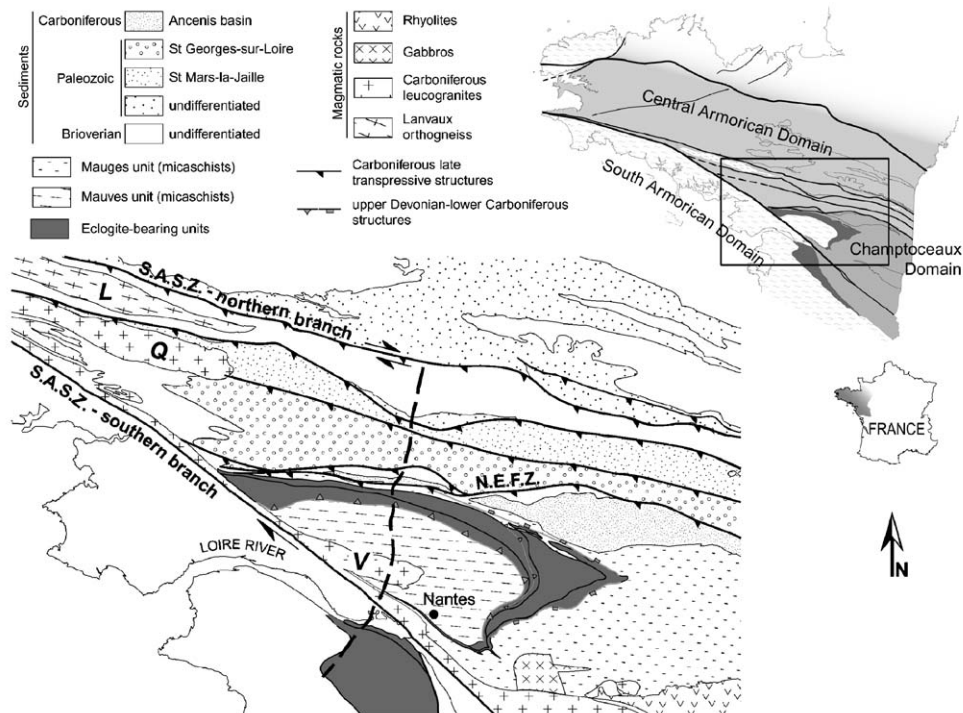 Sediments
Carboniferous
Ancenis basin
Paleozoic
St Georges-sur-Loire
St Mars-la-Jaille
undifferentiated
Brioverian
undifferentiated
Mauges unit (micaschists)
Mauves unit (micaschists)
Eclogite-bearing units
Magmatic rocks
Rhyolites
Gabbros
Carboniferous
leucogranites
Lanvaux
orthogneiss
Carboniferous late
transpressive structures
upper Devonian-lower Carboniferous
structures
Central Armorican Domain
South Armorican Domain
Champtoceaux
Domain
FRANCE
N
S.A.S.Z. - northern branch
L
Q
S.A.S.Z. - southern branch
N.E.F.Z.
LOIRE RIVER
V
Nantes